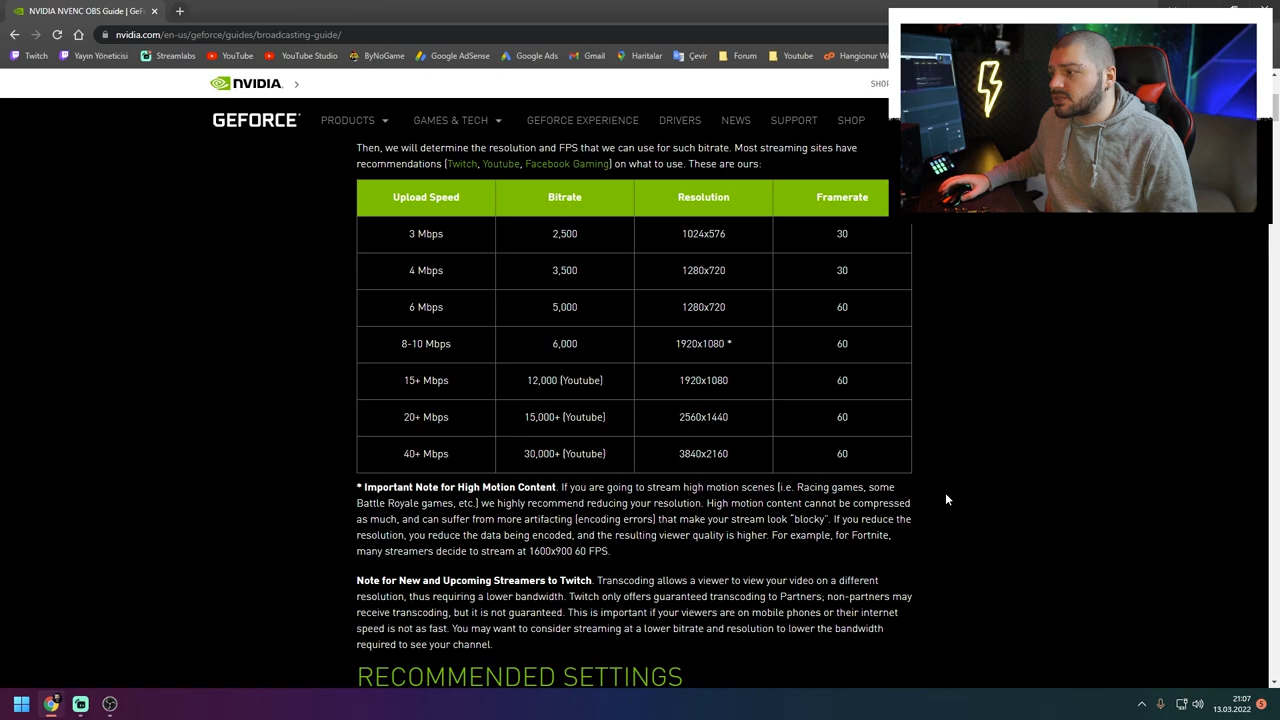 NVIDIA NVENC OBS Guide | GeF
nvidia.com/en-us/geforce/guides/broadcasting-guide/
Twitch
Yayın Yöneticisi
Streamlabs
YouTube
YouTube Studio
ByNoGame
Google AdSense
Google Ads
Gmail
Haritalar
Çevir
Forum
Youtube
Hangionur We
NVIDIA.
SHOP
GEFORCE
PRODUCTS
GAMES & TECH
GEFORCE EXPERIENCE
DRIVERS
NEWS
SUPPORT
SHOP
Then, we will determine the resolution and FPS that we can use for such bitrate. Most streaming sites have
recommendations [Twitch, Youtube, Facebook Gaming] on what to use. These are ours:
Upload Speed Bitrate Resolution Framerate
3 Mbps 2,500 1024x576 30
4 Mbps 3,500 1280x720 30
6 Mbps 5,000 1280x720 60
8-10 Mbps 6,000 1920x1080 * 60
15+ Mbps 12,000 (Youtube) 1920x1080 60
20+ Mbps 15,000+ (Youtube) 2560x1440 60
40+ Mbps 30,000+ (Youtube) 3840x2160 60
* Important Note for High Motion Content. If you are going to stream high motion scenes [i.e. Racing games, some
Battle Royale games, etc.] we highly recommend reducing your resolution. High motion content cannot be compressed
as much, and can suffer from more artifacting [encoding errors] that make your stream look “blocky”. If you reduce the
resolution, you reduce the data being encoded, and the resulting viewer quality is higher. For example, for Fortnite,
many streamers decide to stream at 1600x900 60 FPS.
Note for New and Upcoming Streamers to Twitch. Transcoding allows a viewer to view your video on a different
resolution, thus requiring a lower bandwidth. Twitch only offers guaranteed transcoding to Partners; non-partners may
receive transcoding, but it is not guaranteed. This is important if your viewers are on mobile phones or their internet
speed is not as fast. You may want to consider streaming at a lower bitrate and resolution to lower the bandwidth
required to see your channel.
RECOMMENDED SETTINGS
21:07
13.03.2022
5